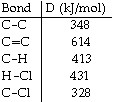 Bond D (kJ/mol)
C–C 348
C=C 614
C–H 413
H–Cl 431
C–Cl 328